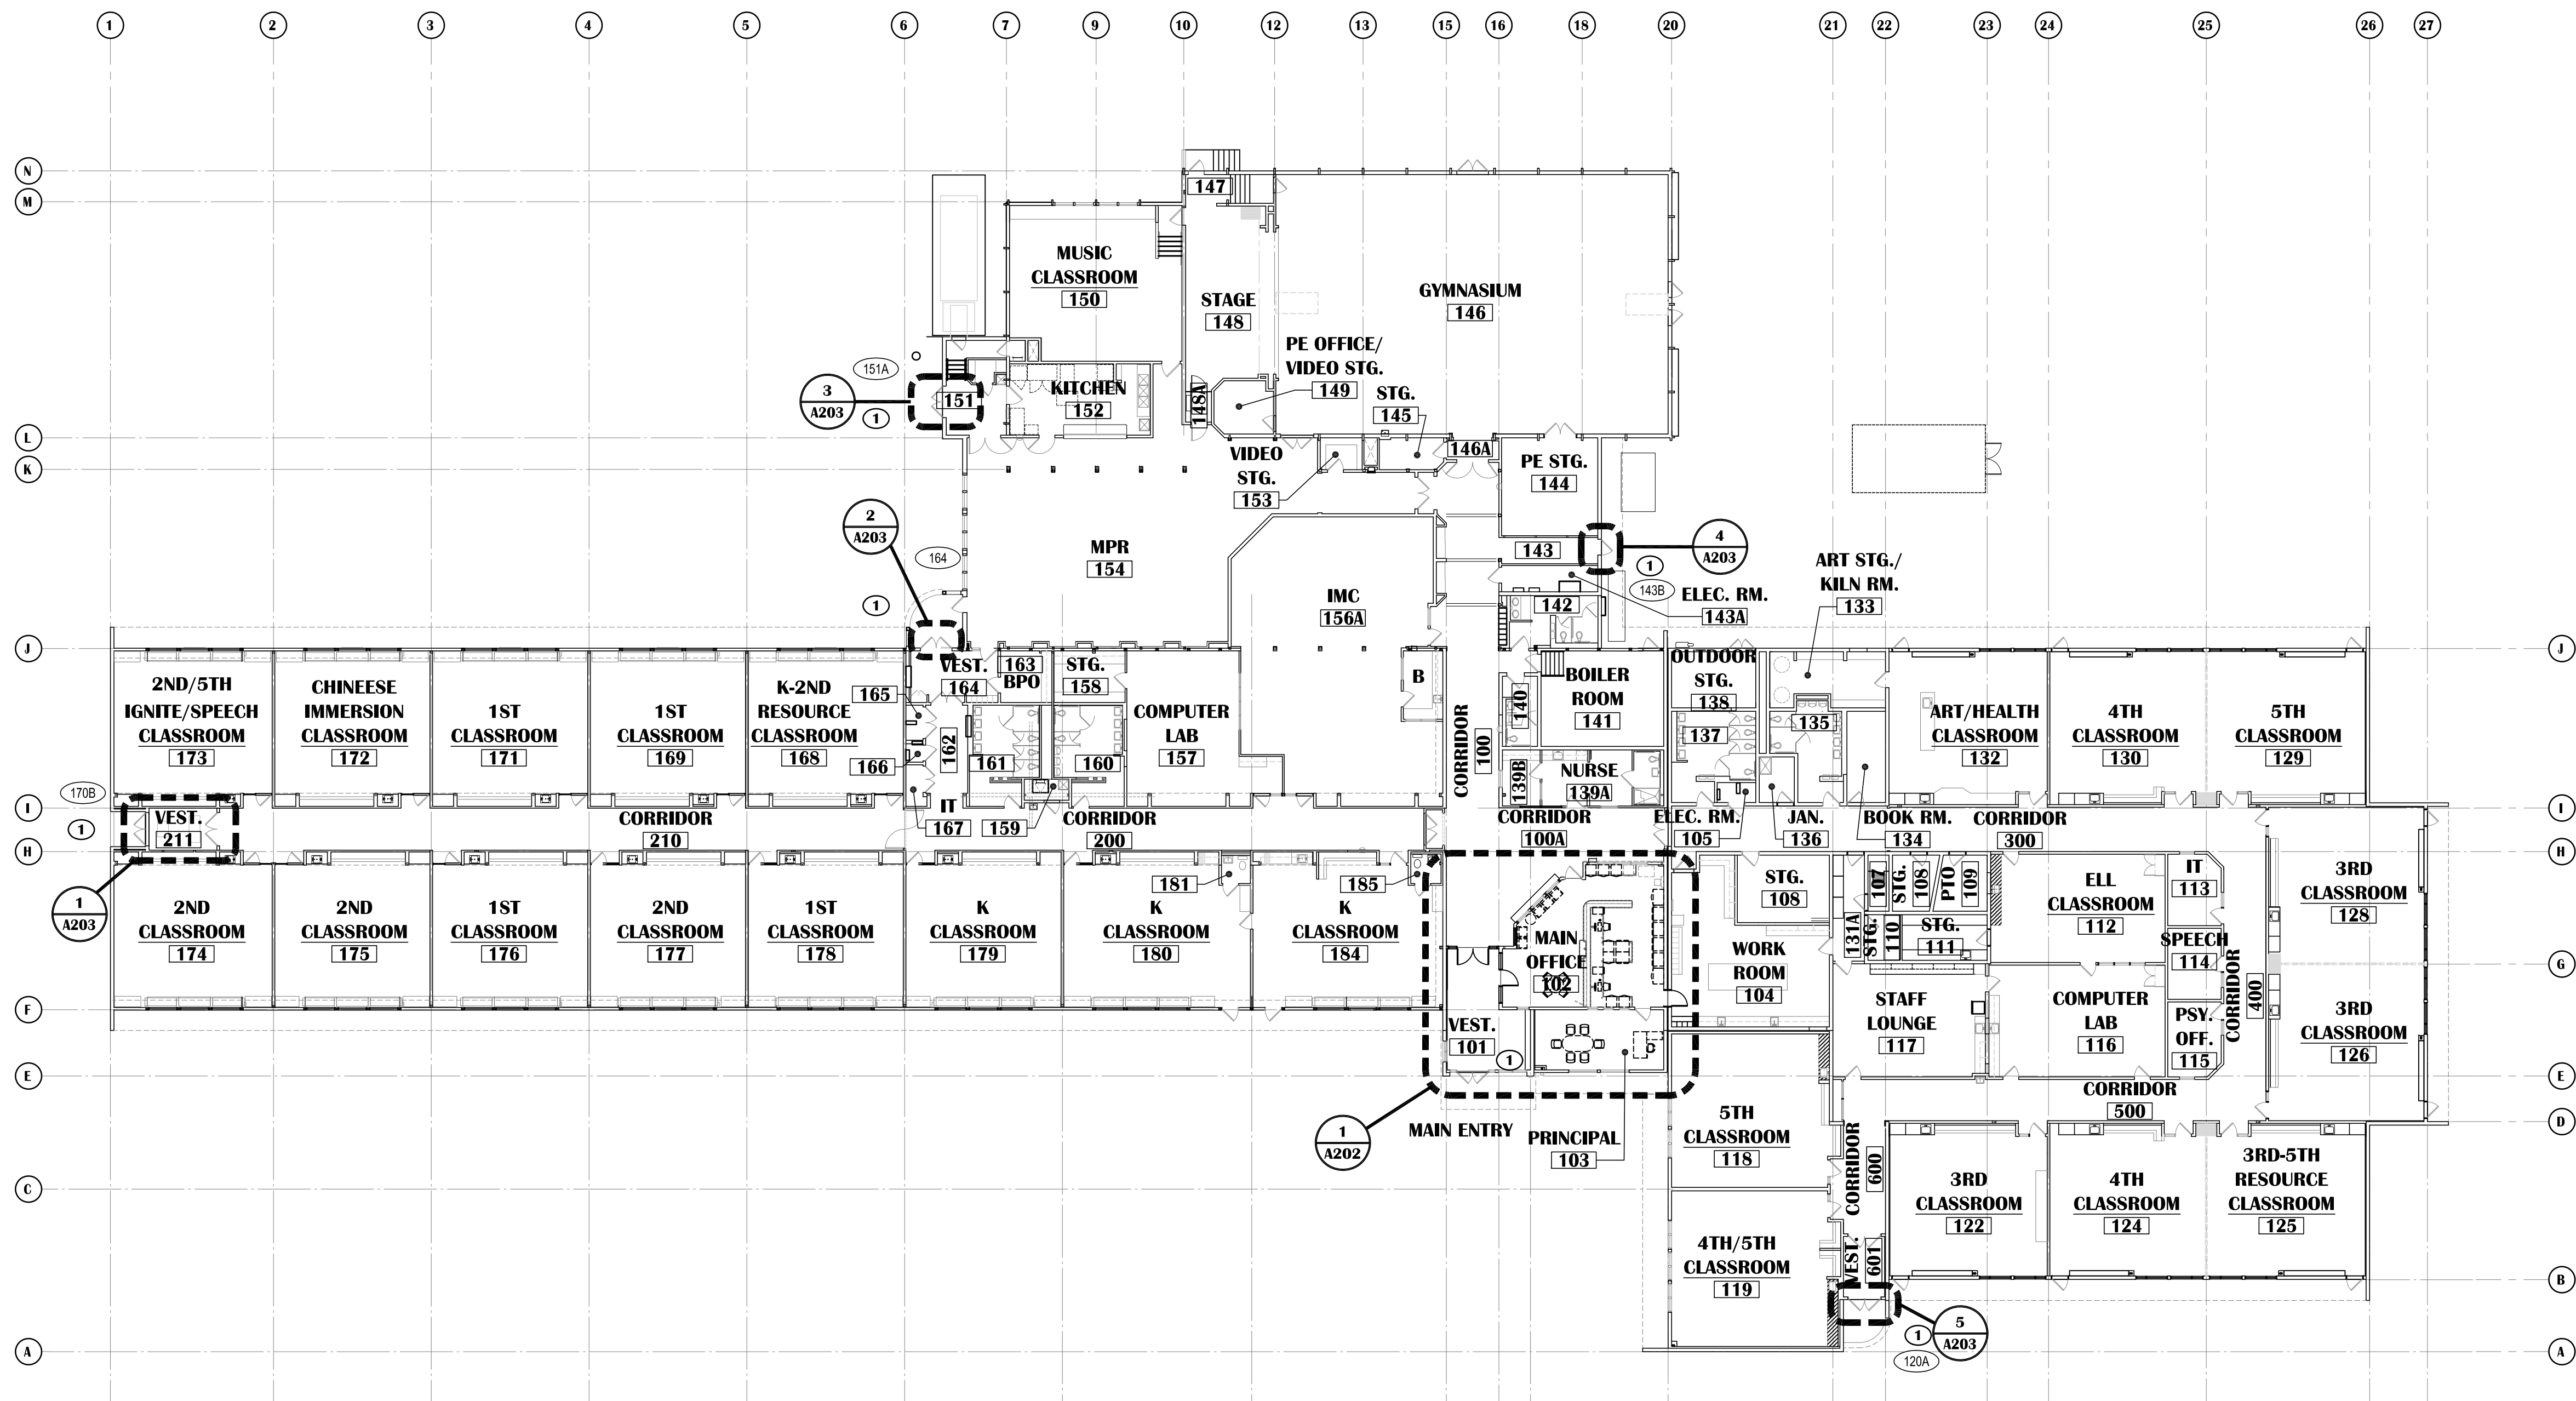 1 2 3 4 5 6 7 9 10 12 13 15 16 18 20 21 22 23 24 25 26 27
N
M
147
MUSIC
CLASSROOM
150
STAGE
148
GYMNASIUM
146
PE OFFICE/
VIDEO STG.
149
STG.
145
151A
3
A203
1
151
KITCHEN
152
148A
L
K
VIDEO
STG.
153
146A
PE STG.
144
2
A203
164
1
MPR
154
IMC
156A
143
4
A203
1
143B
142
ELEC. RM.
143A
ART STG./
KILN RM.
133
J
J
2ND/5TH
IGNITE/SPEECH
CLASSROOM
173
CHINEESE
IMMERSION
CLASSROOM
172
1ST
CLASSROOM
171
1ST
CLASSROOM
169
K-2ND
RESOURCE
CLASSROOM
168
165
166
VEST.
164
162
163
BPO
161
STG.
158
160
COMPUTER
LAB
157
B
CORRIDOR
100
140
BOILER
ROOM
141
139B
NURSE
139A
OUTDOOR
STG.
138
137
135
ART/HEALTH
CLASSROOM
132
4TH
CLASSROOM
130
5TH
CLASSROOM
129
170B
I
I
1
VEST.
211
CORRIDOR
210
IT
167
159
CORRIDOR
200
CORRIDOR
100A
ELEC. RM.
105
JAN.
136
BOOK RM.
134
CORRIDOR
300
H
H
1
A203
2ND
CLASSROOM
174
2ND
CLASSROOM
175
1ST
CLASSROOM
176
2ND
CLASSROOM
177
1ST
CLASSROOM
178
K
CLASSROOM
179
181
K
CLASSROOM
180
185
K
CLASSROOM
184
MAIN
OFFICE
102
STG.
108
WORK
ROOM
104
131A
107
STG.
108
PTO
109
STG.
110
STG.
111
ELL
CLASSROOM
112
IT
113
SPEECH
114
3RD
CLASSROOM
128
G
STAFF
LOUNGE
117
COMPUTER
LAB
116
PSY.
OFF.
115
CORRIDOR
400
3RD
CLASSROOM
126
F
VEST.
101
1
E
E
CORRIDOR
500
D
1
A202
MAIN ENTRY
PRINCIPAL
103
5TH
CLASSROOM
118
CORRIDOR
600
3RD
CLASSROOM
122
4TH
CLASSROOM
124
3RD-5TH
RESOURCE
CLASSROOM
125
C
4TH/5TH
CLASSROOM
119
VEST.
601
B
5
A203
1
120A
A
A